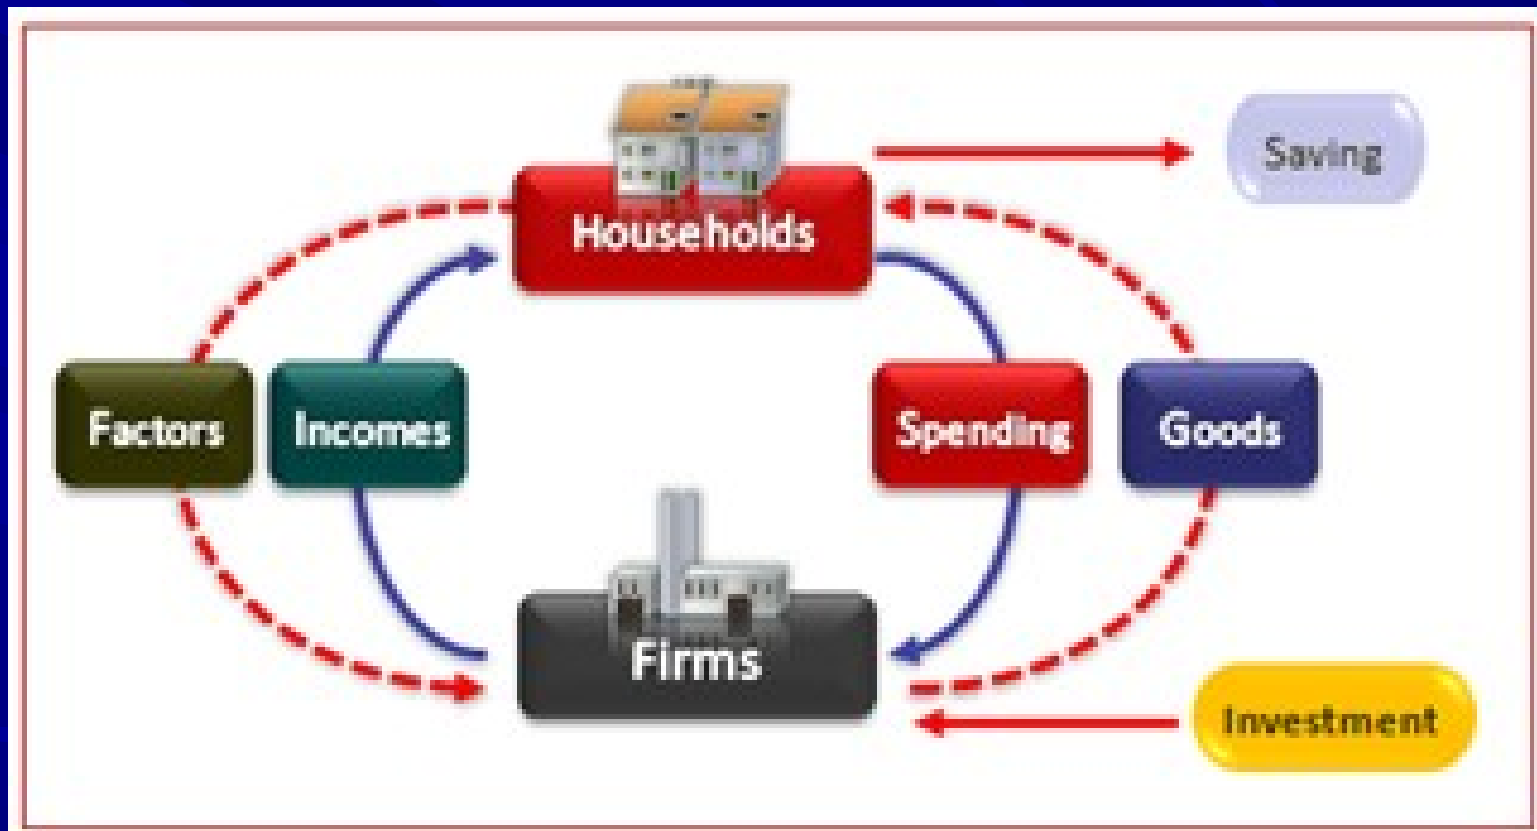 Saving
Households
Factors
Incomes
Spending
Goods
Firms
Investment